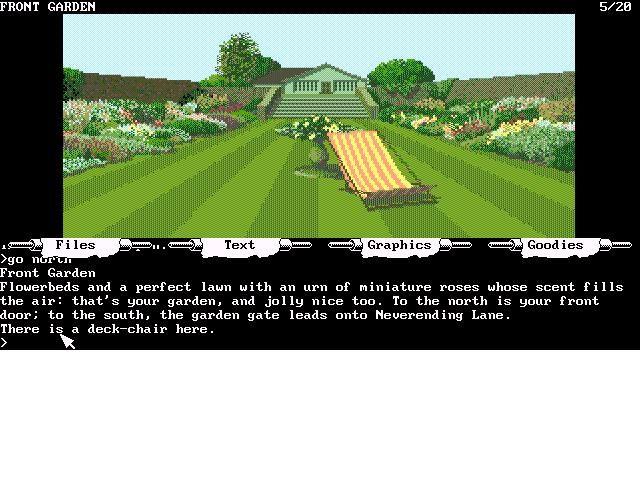 FRONT GARDEN 5/20
Files Text Graphics Goodies
>go north
Front Garden
Flowerbeds and a perfect lawn with an urn of miniature roses whose scent fills
the air: that's your garden, and jolly nice too. To the north is your front
door; to the south, the garden gate leads onto Neverending Lane.
There is a deck-chair here.
>